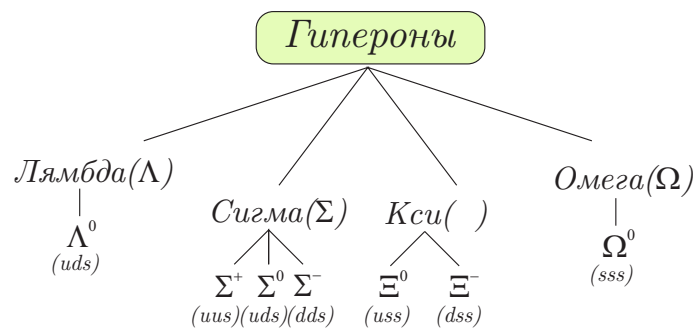 Гипероны
Лямбда(Λ)
Λ⁰
(uds)
Сигма(Σ)
Σ⁺ Σ⁰ Σ⁻
(uus)(uds)(dds)
Кси( )
Ξ⁰ Ξ⁻
(uss) (dss)
Омега(Ω)
Ω⁰
(sss)